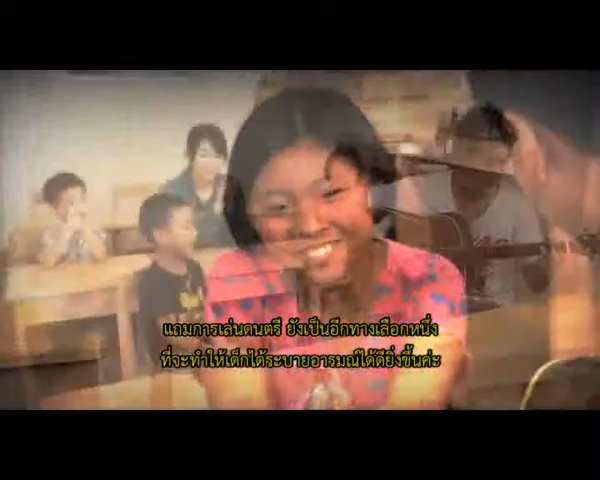 แถมการเล่นดนตรี ยังเป็นอีกทางเลือกหนึ่ง
ที่จะทำให้เด็กได้ระบายอารมณ์ได้ดียิ่งขึ้นค่ะ